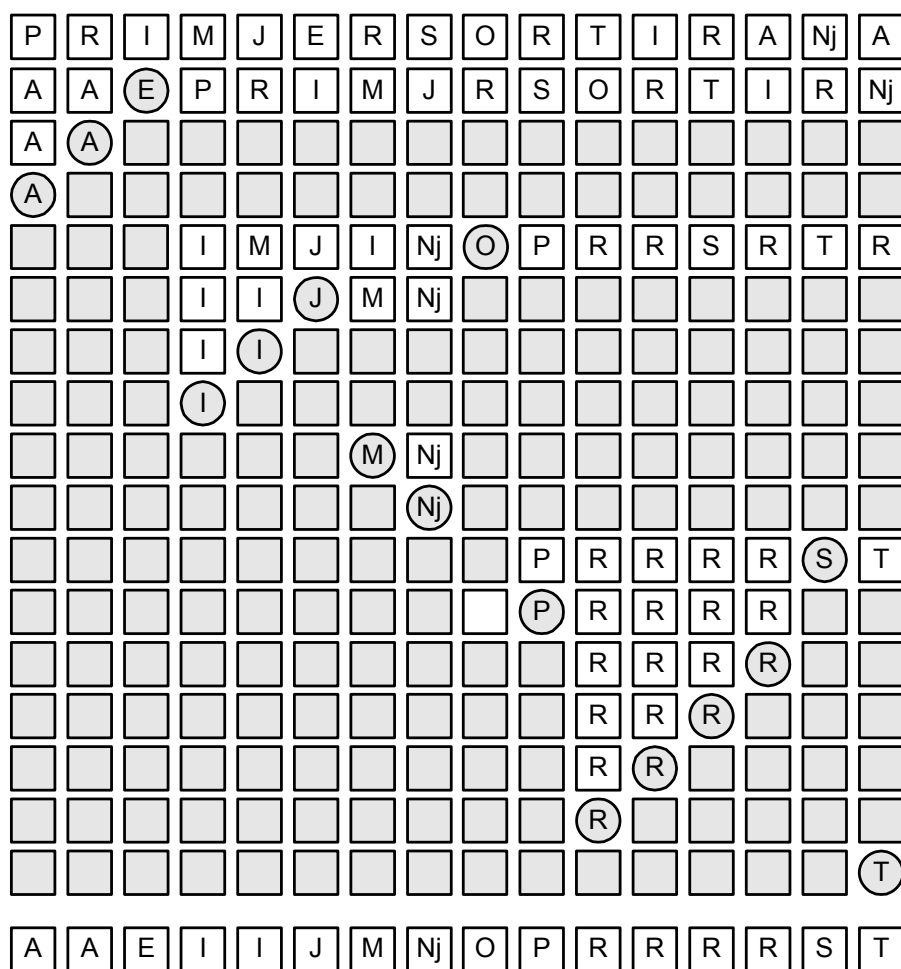 P R I M J E R S O R T I R A Nj A
A A E P R I M J R S O R T I R Nj
A A
A
I M J I Nj O P R R S R T R
I I J M Nj
I I
I
M Nj
Nj
P R R R R S T
P R R R R
R R R R
R R R
R R
R
T
A A E I I J M Nj O P R R R R S T